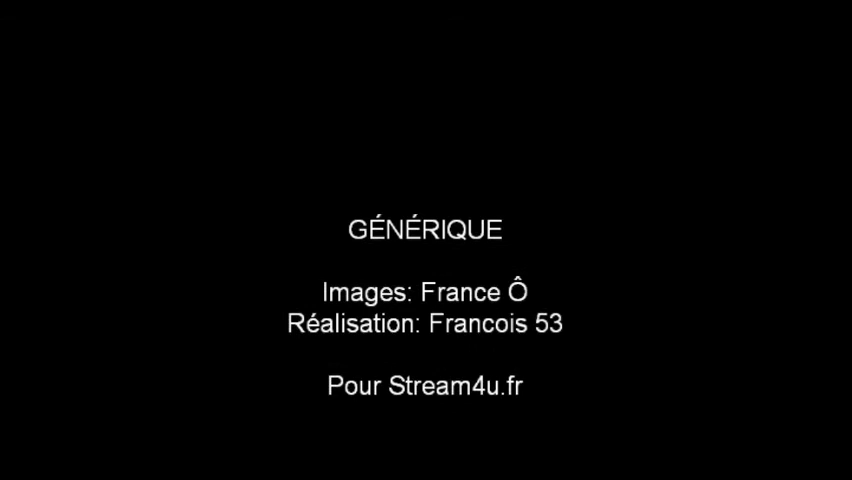 GÉNÉRIQUE
Images: France Ô
Réalisation: Francois 53
Pour Stream4u.fr